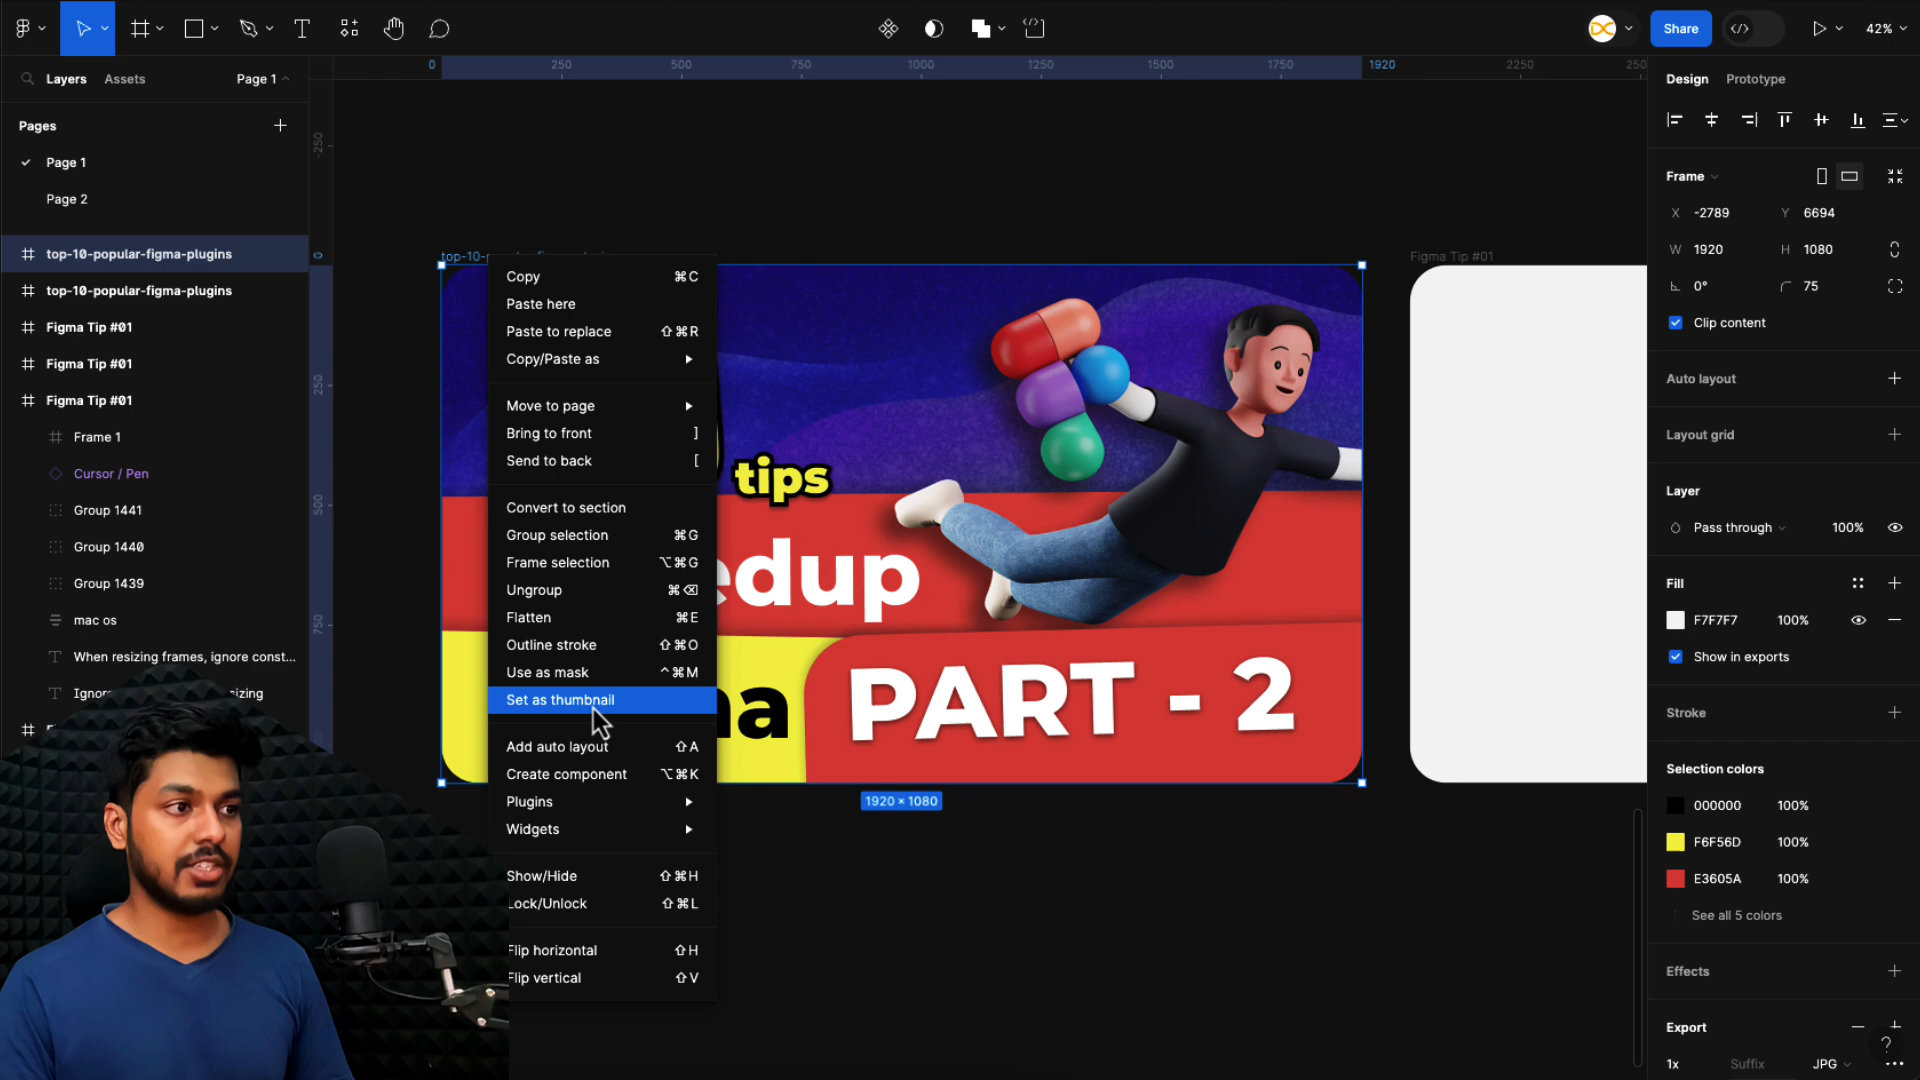 Share
42%
Layers
Assets
Page 1
Pages
Page 1
Page 2
top-10-popular-figma-plugins
top-10-popular-figma-plugins
Figma Tip #01
Figma Tip #01
Figma Tip #01
Frame 1
Cursor / Pen
Group 1441
Group 1440
Group 1439
mac os
When resizing frames, ignore const...
0
250
500
750
1000
1250
1500
1750
1920
2250
-250
0
250
500
750
top-10-
Figma Tip #01
Copy ⌘C
Paste here
Paste to replace ⇧⌘R
Copy/Paste as
Move to page
Bring to front ]
Send to back [
Convert to section
Group selection ⌘G
Frame selection ⌥⌘G
Ungroup ⌘⌫
Flatten ⌘E
Outline stroke ⇧⌘O
Use as mask ^⌘M
Set as thumbnail
Add auto layout ⇧A
Create component ⌥⌘K
Plugins
Widgets
Show/Hide ⇧⌘H
Lock/Unlock ⇧⌘L
Flip horizontal ⇧H
Flip vertical ⇧V
tips
edup
a
PART - 2
1920 × 1080
Design
Prototype
Frame
X -2789 Y 6694
W 1920 H 1080
0° 75
Clip content
Auto layout
Layout grid
Layer
Pass through 100%
Fill
F7F7F7 100%
Show in exports
Stroke
Selection colors
000000 100%
F6F56D 100%
E3605A 100%
See all 5 colors
Effects
Export
?
1x Suffix JPG